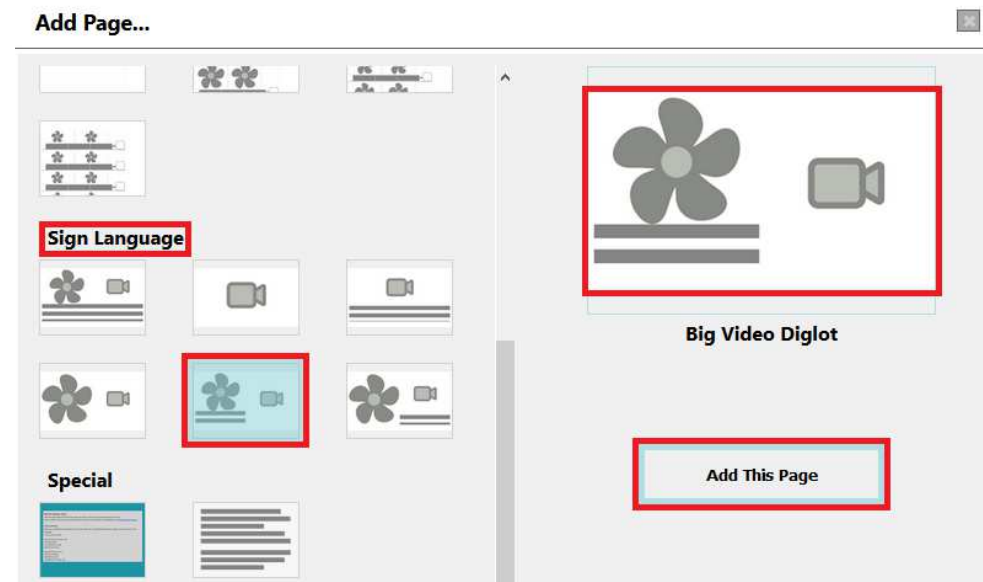 Add Page...
Sign Language
Special
Big Video Diglot
Add This Page